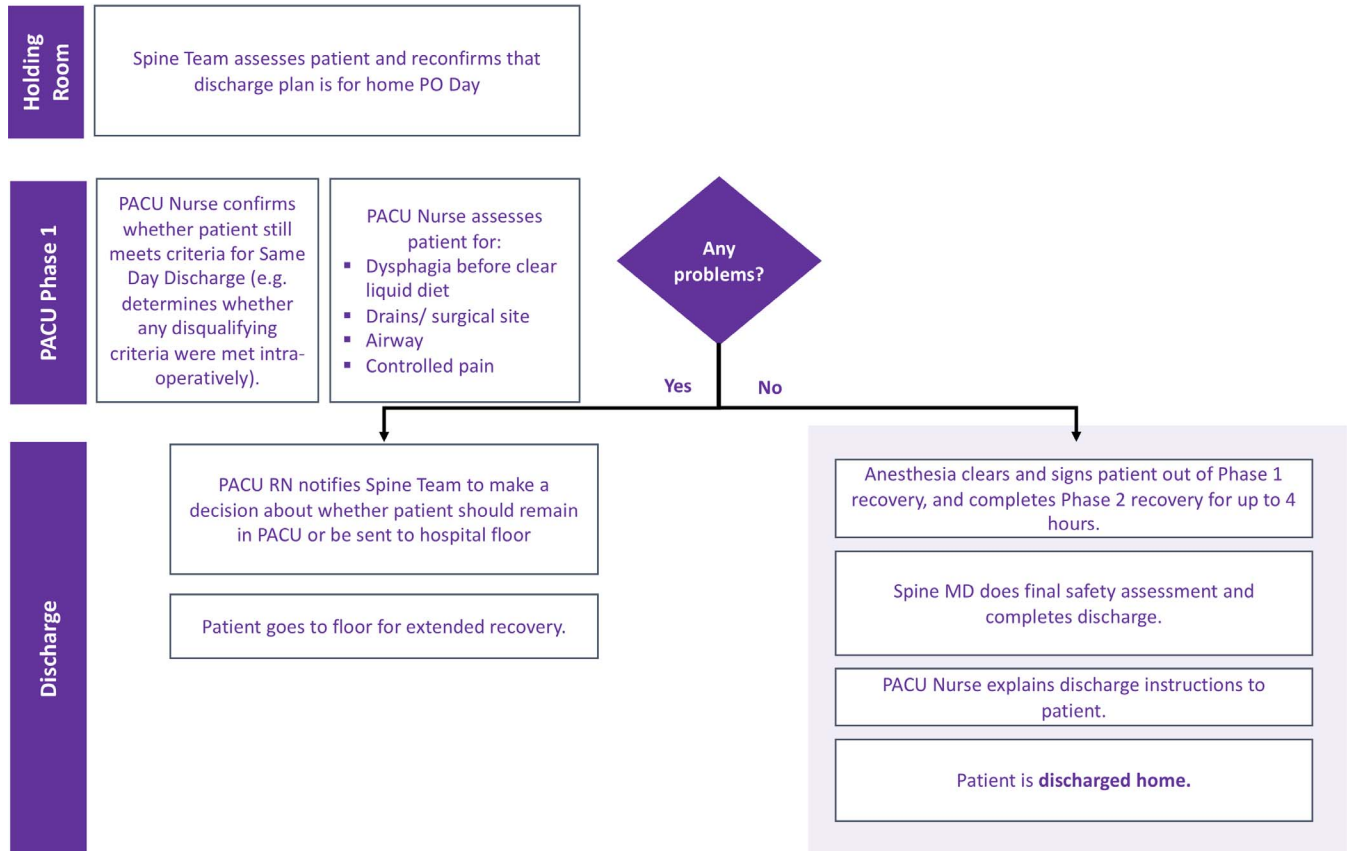 Holding
Room
Spine Team assesses patient and reconfirms that
discharge plan is for home PO Day
PACU Phase 1
PACU Nurse confirms
whether patient still
meets criteria for Same
Day Discharge (e.g.
determines whether
any disqualifying
criteria were met intra-
operatively).
PACU Nurse assesses
patient for:
▪ Dysphagia before clear
liquid diet
▪ Drains/ surgical site
▪ Airway
▪ Controlled pain
Any
problems?
Yes
No
Discharge
PACU RN notifies Spine Team to make a
decision about whether patient should remain
in PACU or be sent to hospital floor
Patient goes to floor for extended recovery.
Anesthesia clears and signs patient out of Phase 1
recovery, and completes Phase 2 recovery for up to 4
hours.
Spine MD does final safety assessment and
completes discharge.
PACU Nurse explains discharge instructions to
patient.
Patient is discharged home.